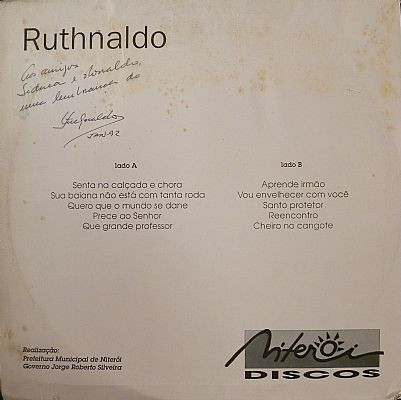 Ruthnaldo
Aos amigos
Sidnea e Ronaldo,
uma lembrança do
Ruthnaldo
JAN. 92
lado A
Senta na calçada e chora
Sua baiana não está com tanta roda
Quero que o mundo se dane
Prece ao Senhor
Que grande professor
lado B
Aprende irmão
Vou envelhecer com você
Santo protetor
Reencontro
Cheiro no cangote
Realização:
Prefeitura Municipal de Niterói
Governo Jorge Roberto Silveira
Niterói
DISCOS